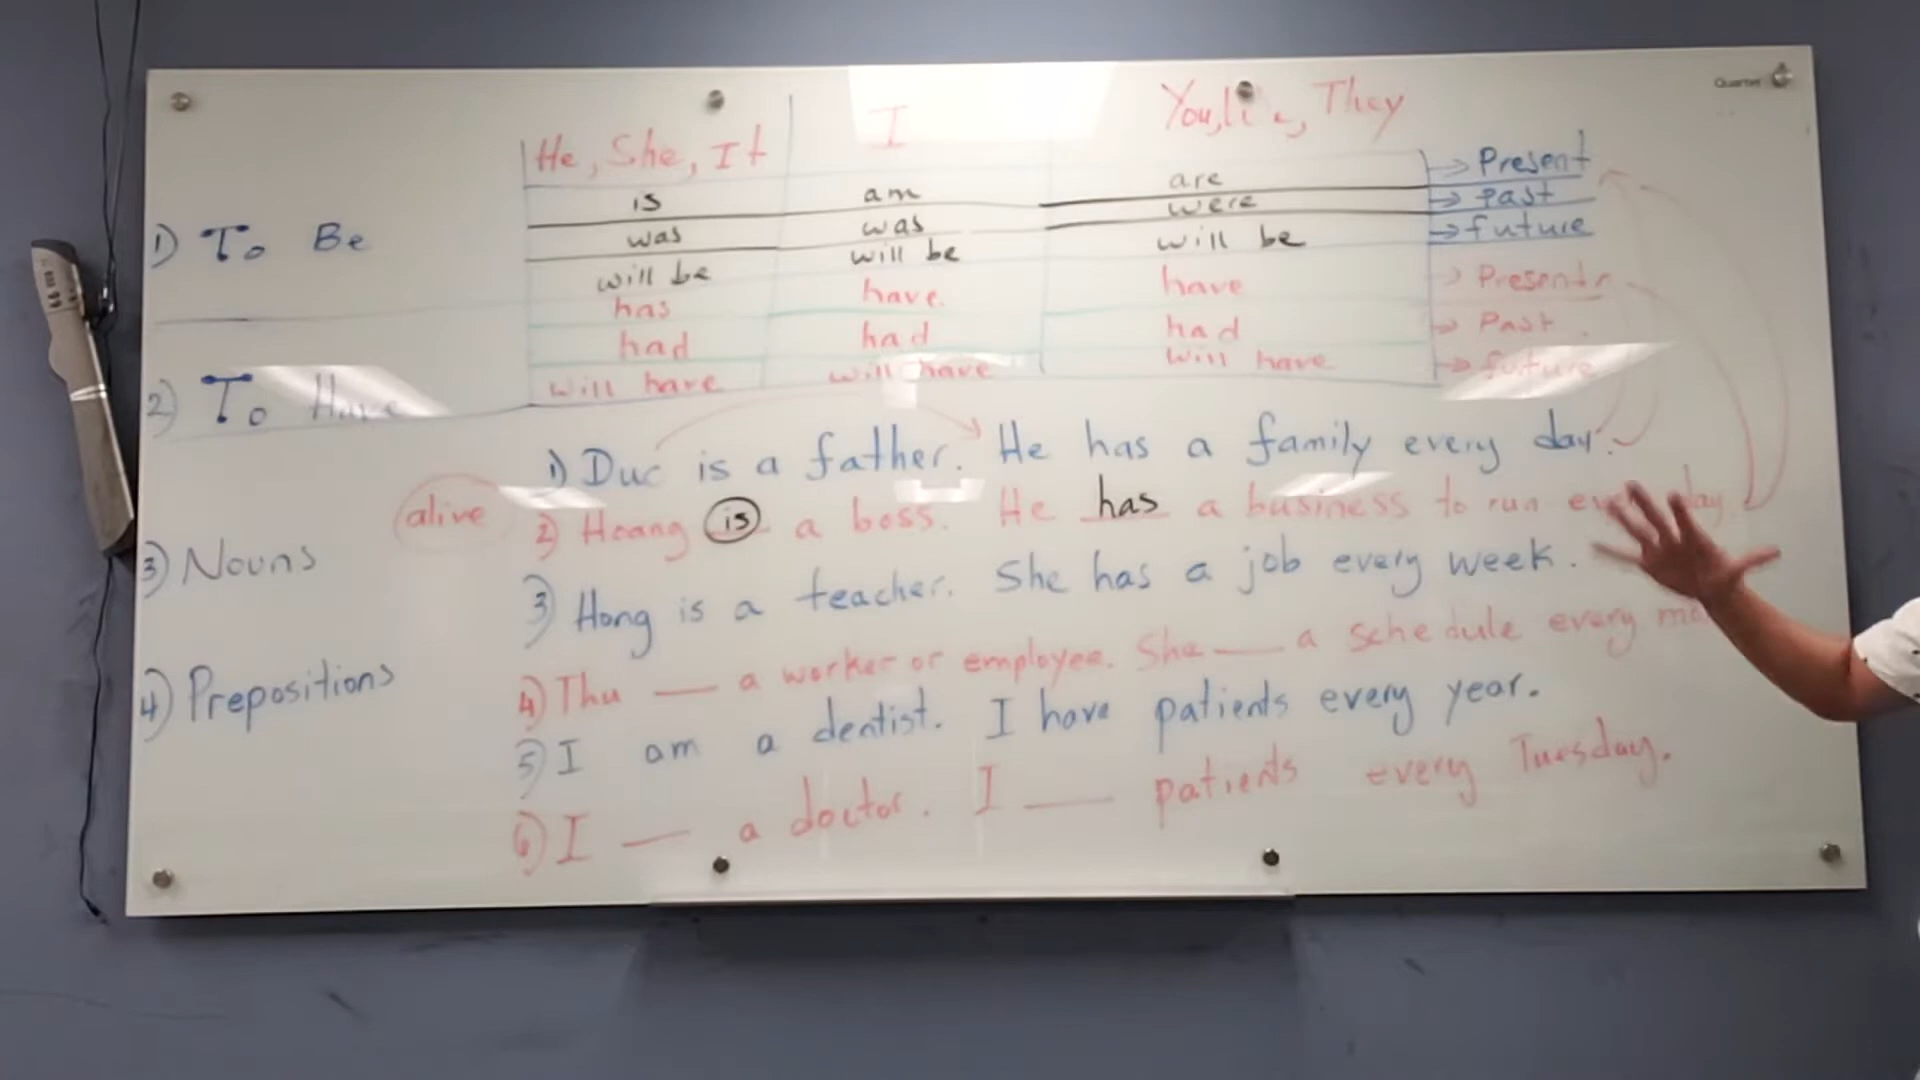 Quartet
He, She, It I You, They
is am are → Present
was was were → Past
1) To Be will be will be will be → future
has have have → Present
had had had → Past
2) To Have will have will have will have → future
1) Duc is a father. He has a family every day.
alive 2) Hoang is a boss. He has a business to run every day
3) Nouns 3) Hong is a teacher. She has a job every week.
4) Prepositions 4) Thu ___ a worker or employee. She ___ a schedule every
5) I am a dentist. I have patients every year.
6) I ___ a doctor. I ___ patients every Tuesday.